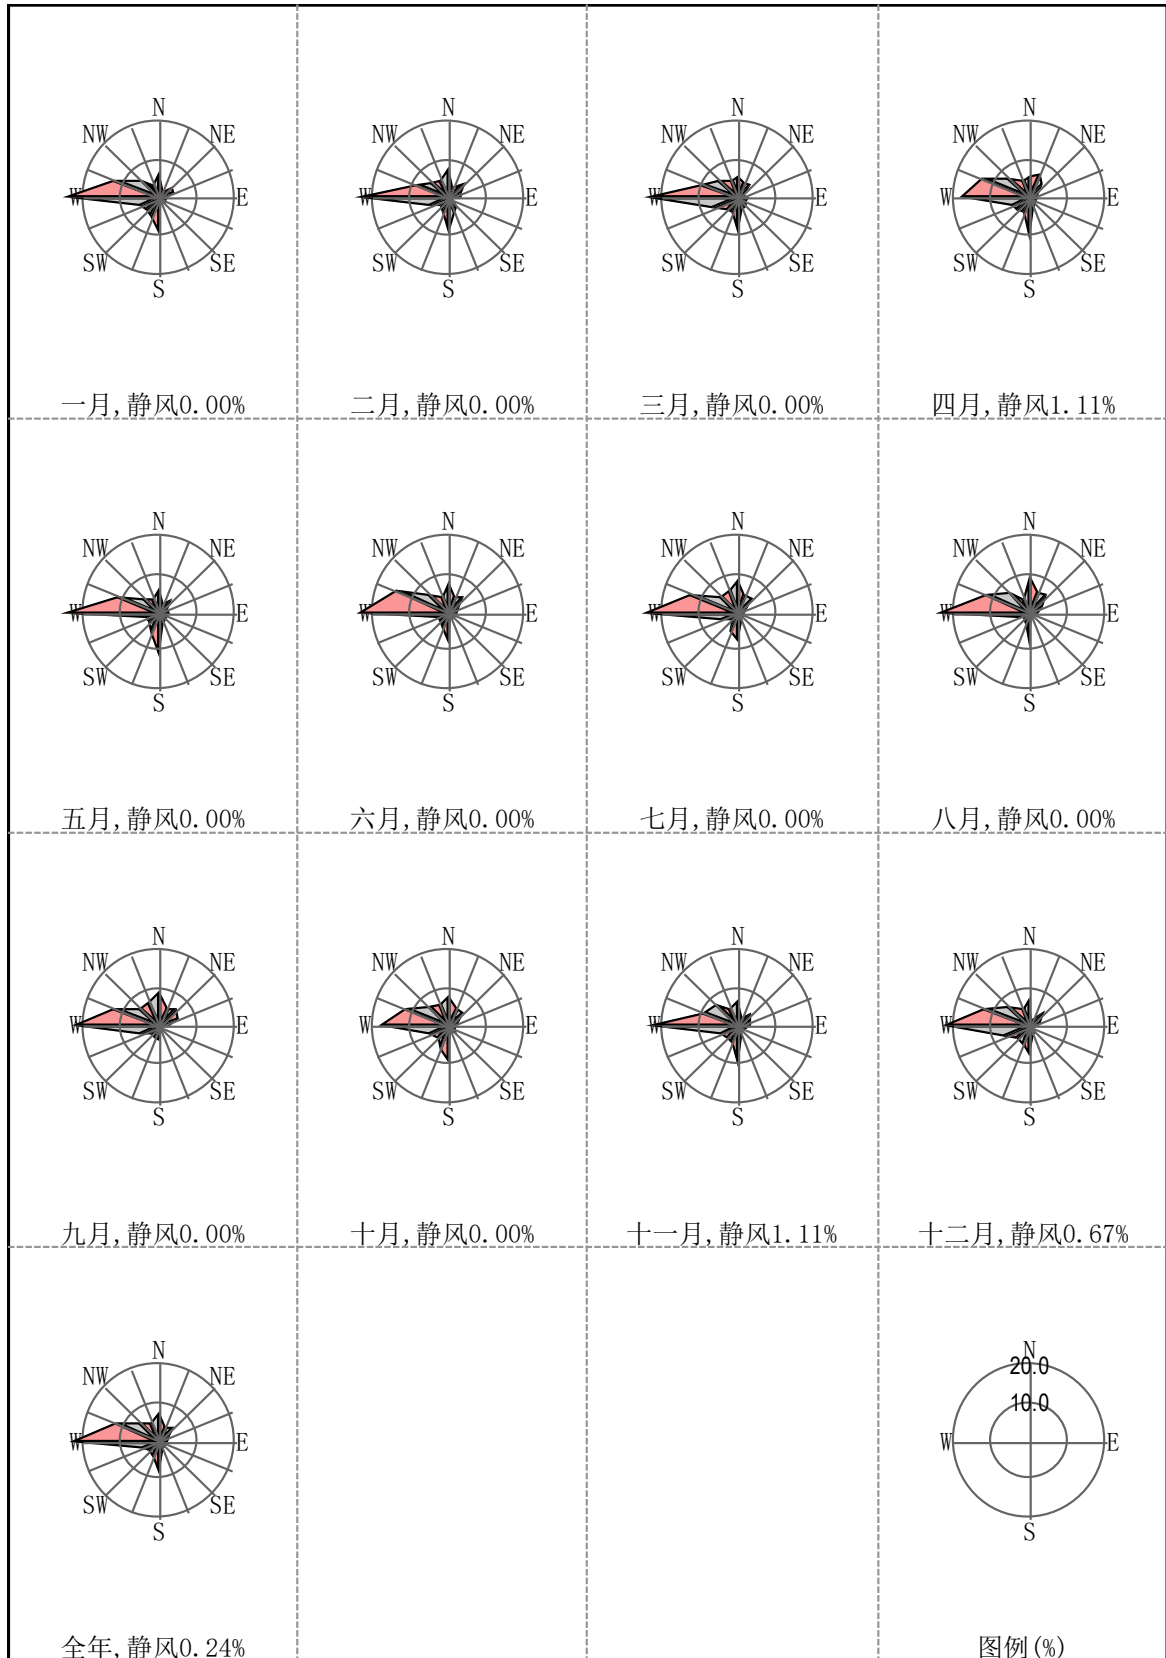 N N N N
NW NE NW NE NW NE NW NE
W E W E W E W E
SW SE SW SE SW SE SW SE
S S S S
一月,静风0.00% 二月,静风0.00% 三月,静风0.00% 四月,静风1.11%
N N N N
NW NE NW NE NW NE NW NE
W E W E W E W E
SW SE SW SE SW SE SW SE
S S S S
五月,静风0.00% 六月,静风0.00% 七月,静风0.00% 八月,静风0.00%
N N N N
NW NE NW NE NW NE NW NE
W E W E W E W E
SW SE SW SE SW SE SW SE
S S S S
九月,静风0.00% 十月,静风0.00% 十一月,静风1.11% 十二月,静风0.67%
N N
20.0
NW NE
10.0
W E W E
SW SE
S S
全年,静风0.24% 图例(%)